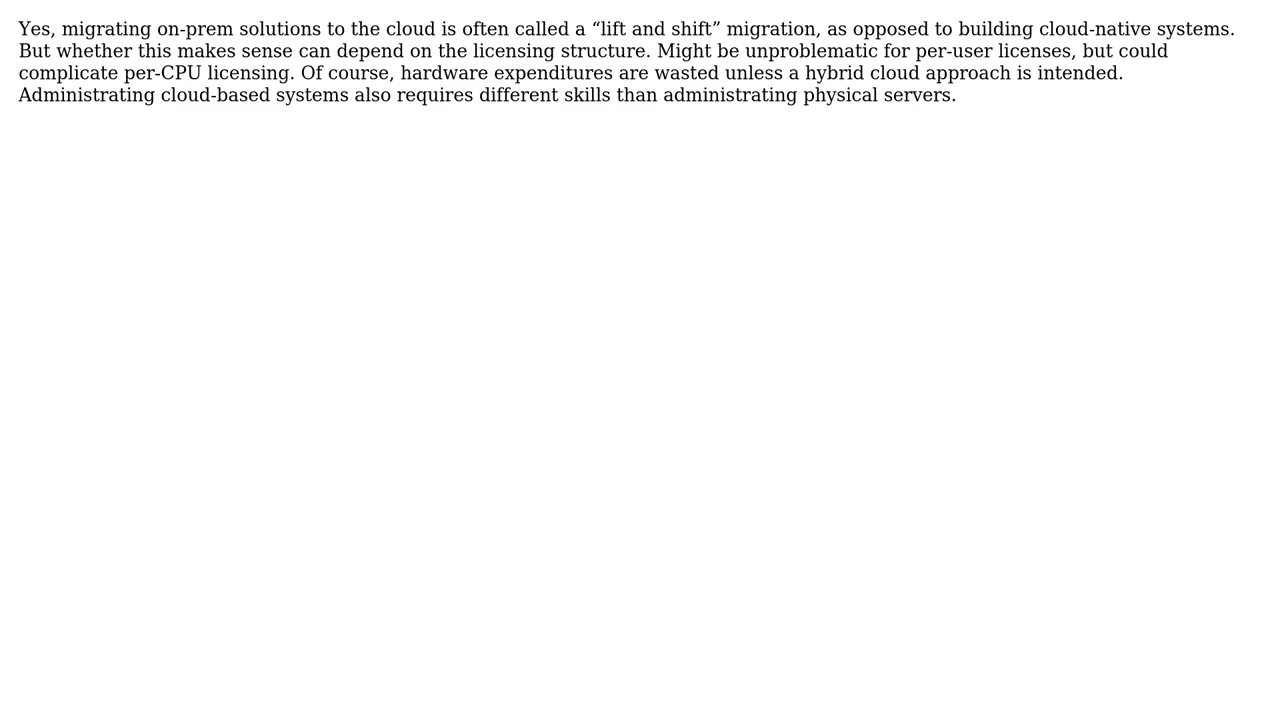 Yes, migrating on-prem solutions to the cloud is often called a “lift and shift” migration, as opposed to building cloud-native systems.
But whether this makes sense can depend on the licensing structure. Might be unproblematic for per-user licenses, but could
complicate per-CPU licensing. Of course, hardware expenditures are wasted unless a hybrid cloud approach is intended.
Administrating cloud-based systems also requires different skills than administrating physical servers.